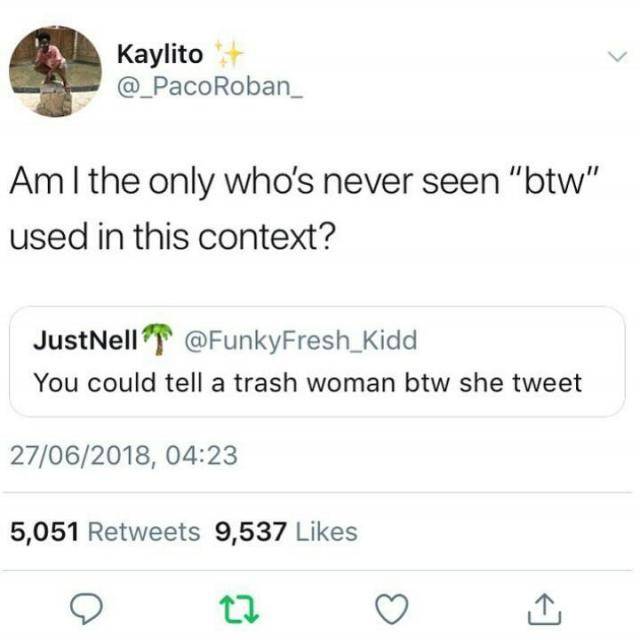 Kaylito ✨
@_PacoRoban_
Am I the only who's never seen "btw"
used in this context?
JustNell🌴 @FunkyFresh_Kidd
You could tell a trash woman btw she tweet
27/06/2018, 04:23
5,051 Retweets 9,537 Likes